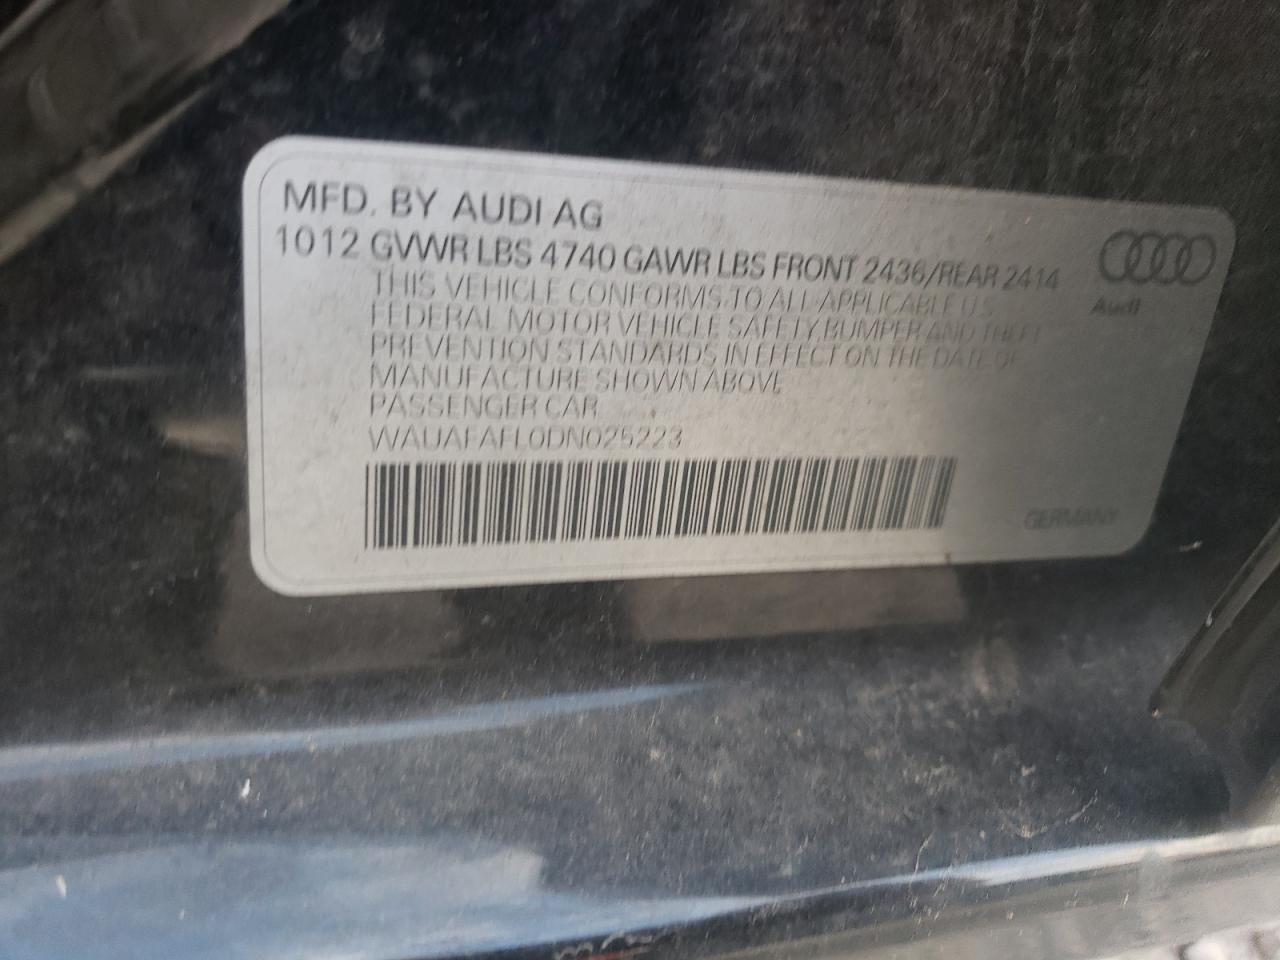 MFD. BY AUDI AG
1012 GVWR LBS 4740 GAWR LBS FRONT 2436/REAR 2414
THIS VEHICLE CONFORMS TO ALL APPLICABLE U.S.
FEDERAL MOTOR VEHICLE SAFETY, BUMPER AND THEFT
PREVENTION STANDARDS IN EFFECT ON THE DATE OF
MANUFACTURE SHOWN ABOVE
PASSENGER CAR
WAUAFAFL0DN025223
Audi
GERMANY